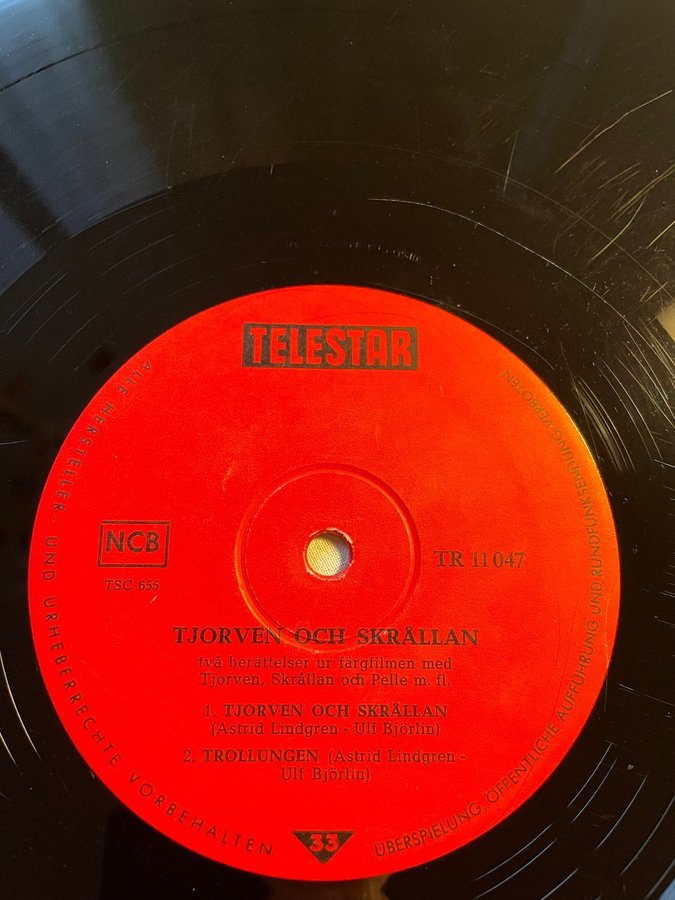 TELESTAR
NCB
TSC 655
TR 11047
TJORVEN OCH SKRÅLLAN
två berättelser ur färgfilmen med
Tjorven, Skrållan och Pelle m. fl.
1. TJORVEN OCH SKRÅLLAN
(Astrid Lindgren - Ulf Björlin)
2. TROLLUNGEN (Astrid Lindgren -
Ulf Björlin)
33
ALLE HERSTELLER- UND URHEBERRECHTE VORBEHALTEN
ÜBERSPIELUNG, ÖFFENTLICHE AUFFÜHRUNG UND RUNDFUNKSENDUNG VERBOTEN